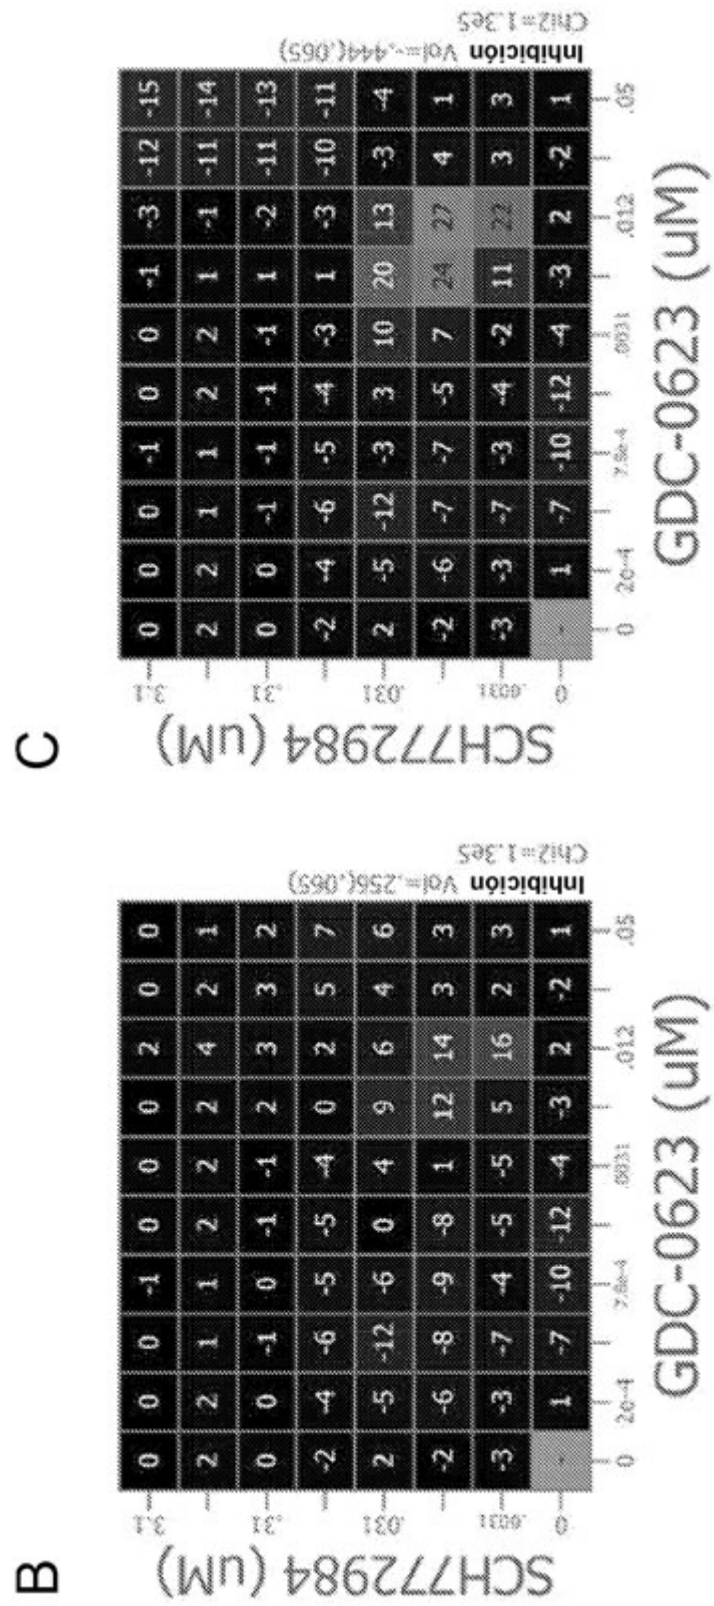 B
SCH772984 (uM)
3.1 0 0 0 -1 0 0 0 2 0 0
2 2 1 1 2 2 2 4 2 1
.31 0 0 -1 0 -1 -1 2 3 3 2
-2 -4 -6 -5 -5 -4 0 2 5 7
.031 2 -5 -12 -6 0 4 9 6 4 6
-2 -6 -8 -9 -8 1 12 14 3 3
.0031 -3 -3 -7 -4 -5 -5 5 16 2 3
0 - 1 -7 -10 -12 -4 -3 2 -2 1
0 2e-4 7.8e-4 .0031 .012 .05
GDC-0623 (uM)
Inhibición Vol=.256(.065)
Chi2=1.3e5
C
SCH772984 (uM)
3.1 0 0 0 -1 0 0 -1 -3 -12 -15
2 2 1 1 2 2 1 -1 -11 -14
.31 0 0 -1 -1 -1 -1 1 -2 -11 -13
-2 -4 -6 -5 -4 -3 1 -3 -10 -11
.031 2 -5 -12 -3 3 10 20 13 -3 -4
-2 -6 -7 -7 -5 7 24 27 4 1
.0031 -3 -3 -7 -3 -4 -2 11 22 3 3
0 - 1 -7 -10 -12 -4 -3 2 -2 1
0 2e-4 7.8e-4 .0031 .012 .05
GDC-0623 (uM)
Inhibición Vol=-.444(.065)
Chi2=1.3e5